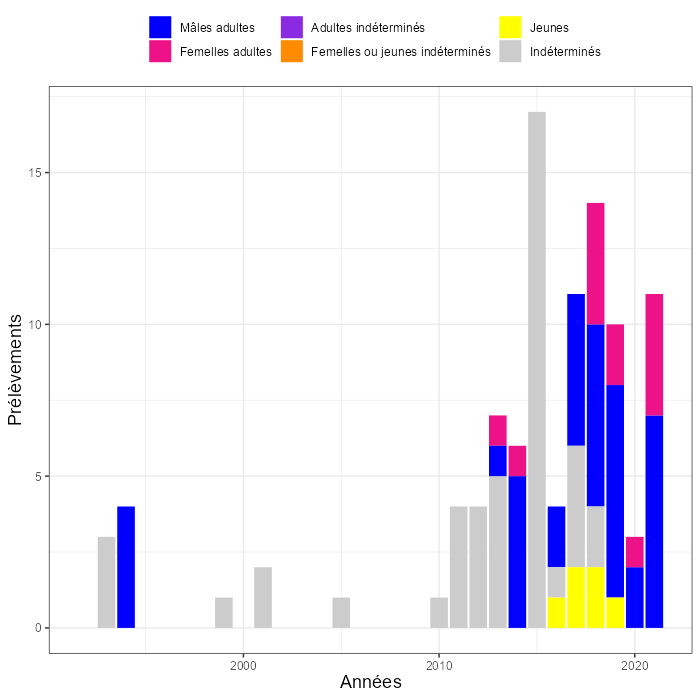 Mâles adultes Adultes indéterminés Jeunes
Femelles adultes Femelles ou jeunes indéterminés Indéterminés
15
10
5
0
Prélèvements
2000 2010 2020
Années